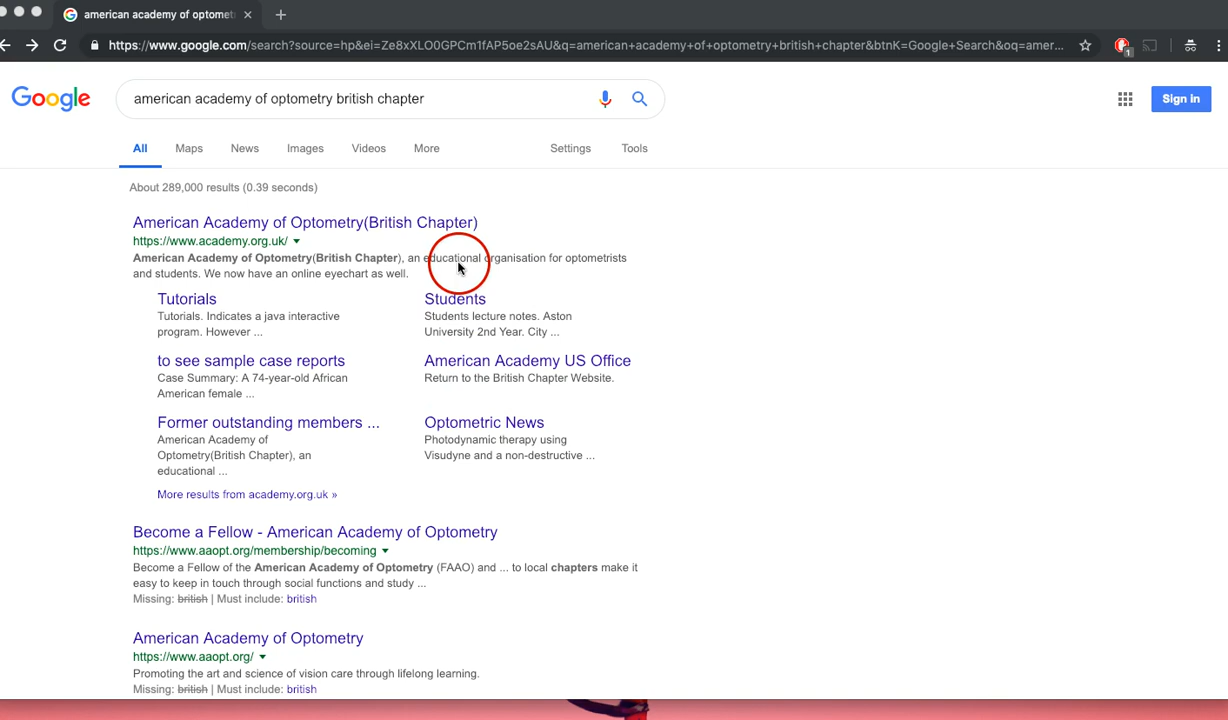 american academy of optometr
https://www.google.com/search?source=hp&ei=Ze8xXLO0GPCm1fAP5oe2sAU&q=american+academy+of+optometry+british+chapter&btnK=Google+Search&oq=amer...
1
Google
american academy of optometry british chapter
Sign in
All Maps News Images Videos More Settings Tools
About 289,000 results (0.39 seconds)
American Academy of Optometry(British Chapter)
https://www.academy.org.uk/
American Academy of Optometry(British Chapter), an educational organisation for optometrists
and students. We now have an online eyechart as well.
Tutorials
Tutorials. Indicates a java interactive
program. However ...
Students
Students lecture notes. Aston
University 2nd Year. City ...
to see sample case reports
Case Summary: A 74-year-old African
American female ...
American Academy US Office
Return to the British Chapter Website.
Former outstanding members ...
American Academy of
Optometry(British Chapter), an
educational ...
Optometric News
Photodynamic therapy using
Visudyne and a non-destructive ...
More results from academy.org.uk »
Become a Fellow - American Academy of Optometry
https://www.aaopt.org/membership/becoming
Become a Fellow of the American Academy of Optometry (FAAO) and ... to local chapters make it
easy to keep in touch through social functions and study ...
Missing: british | Must include: british
American Academy of Optometry
https://www.aaopt.org/
Promoting the art and science of vision care through lifelong learning.
Missing: british | Must include: british